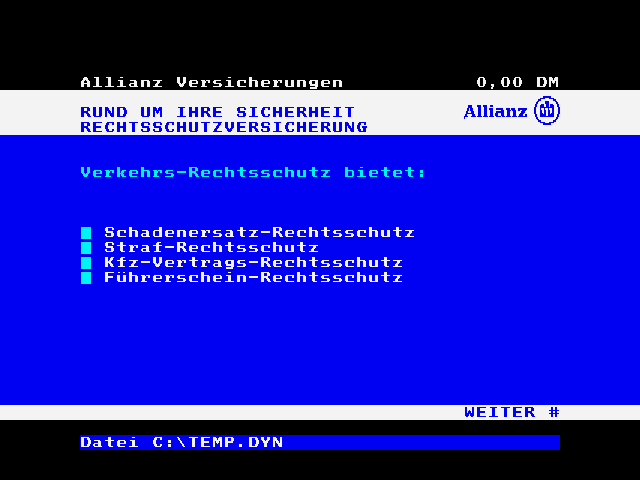 Allianz Versicherungen 0,00 DM
RUND UM IHRE SICHERHEIT Allianz
RECHTSSCHUTZVERSICHERUNG
Verkehrs-Rechtsschutz bietet:
Schadenersatz-Rechtsschutz
Straf-Rechtsschutz
Kfz-Vertrags-Rechtsschutz
Führerschein-Rechtsschutz
WEITER #
Datei C:\TEMP.DYN